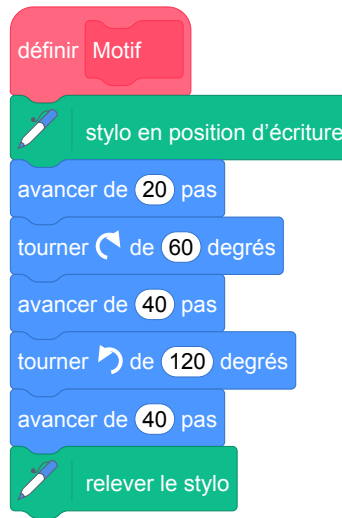 définir Motif
stylo en position d’écriture
avancer de 20 pas
tourner de 60 degrés
avancer de 40 pas
tourner de 120 degrés
avancer de 40 pas
relever le stylo